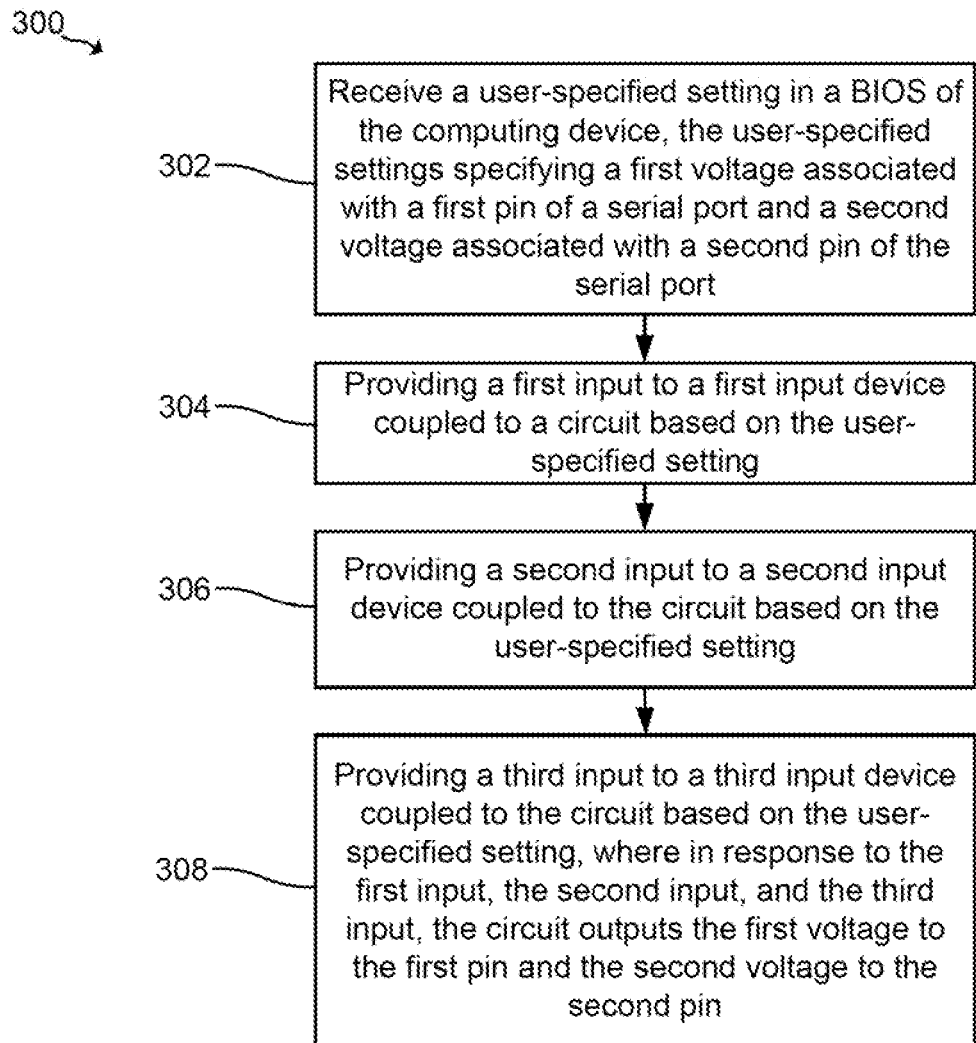 300
302
Receive a user-specified setting in a BIOS of
the computing device, the user-specified
settings specifying a first voltage associated
with a first pin of a serial port and a second
voltage associated with a second pin of the
serial port
304
Providing a first input to a first input device
coupled to a circuit based on the user-
specified setting
306
Providing a second input to a second input
device coupled to the circuit based on the
user-specified setting
308
Providing a third input to a third input device
coupled to the circuit based on the user-
specified setting, where in response to the
first input, the second input, and the third
input, the circuit outputs the first voltage to
the first pin and the second voltage to the
second pin